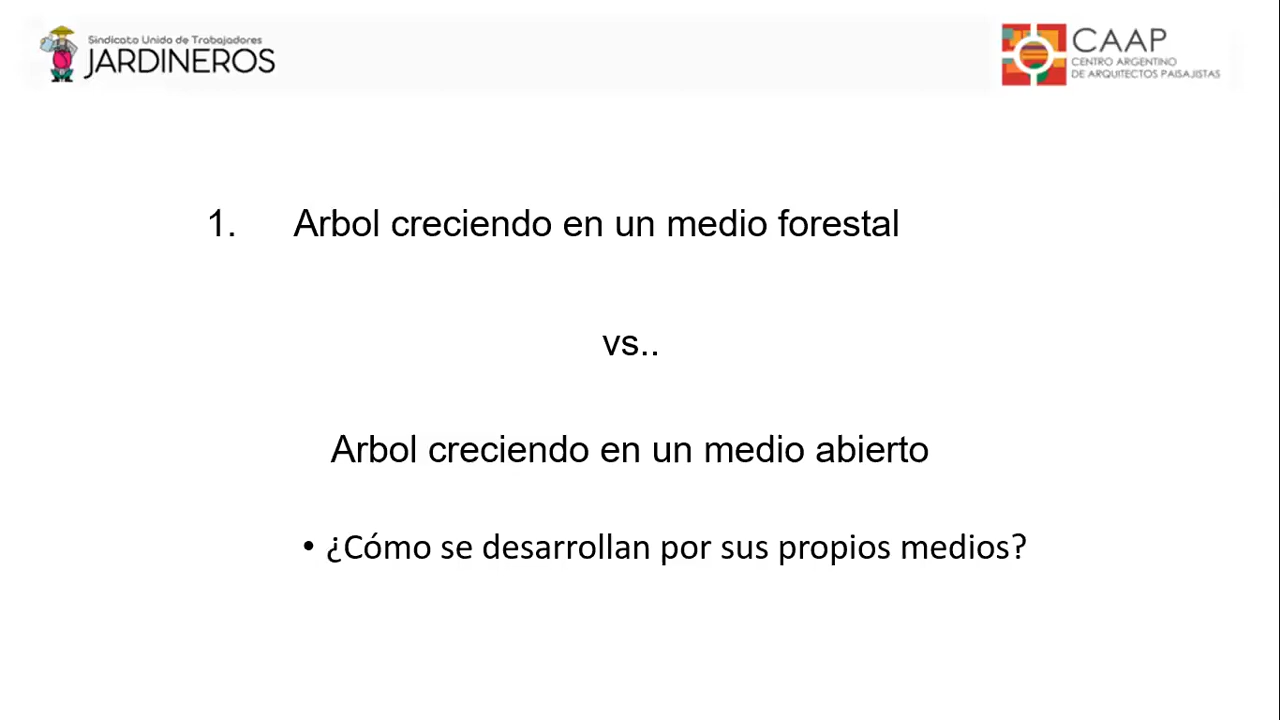 Sindicato Unido de Trabajadores
JARDINEROS
CAAP
CENTRO ARGENTINO
DE ARQUITECTOS PAISAJISTAS
1. Arbol creciendo en un medio forestal
vs..
Arbol creciendo en un medio abierto
• ¿Cómo se desarrollan por sus propios medios?